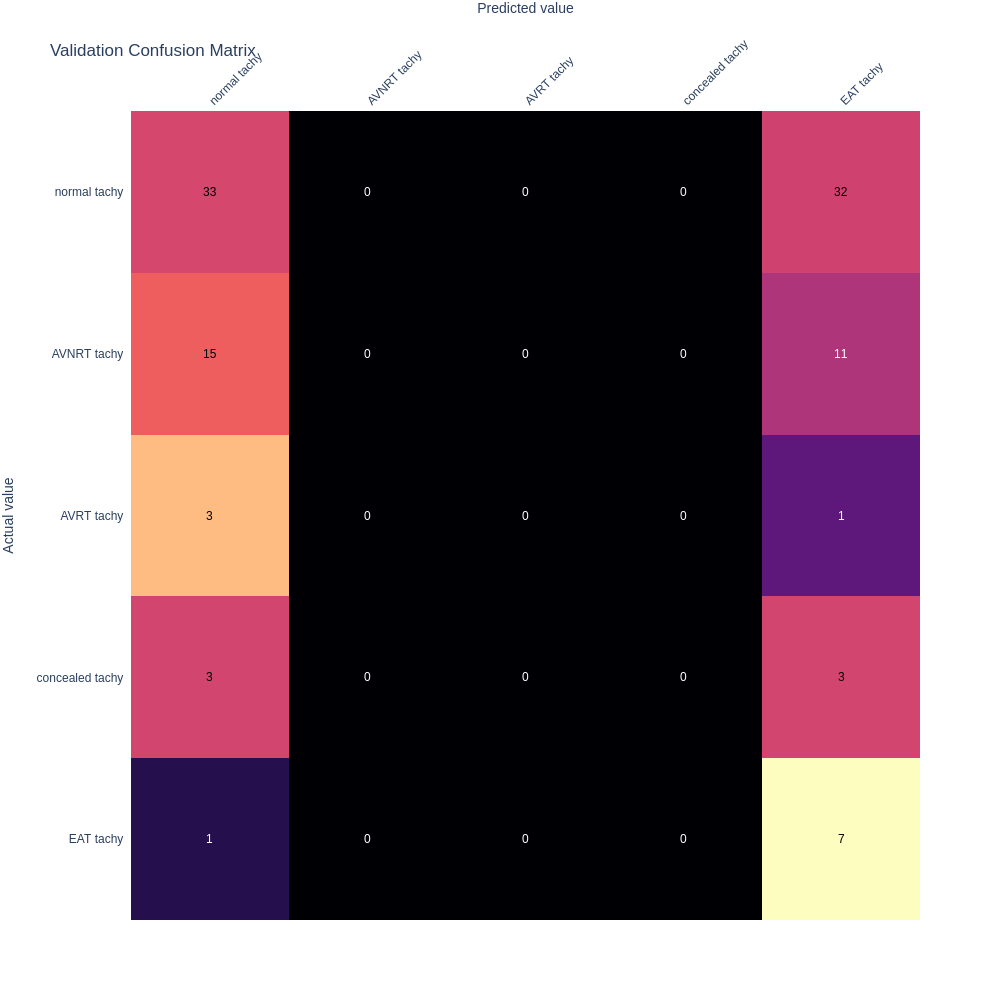 Predicted value
Validation Confusion Matrix
normal tachy
AVNRT tachy
AVRT tachy
concealed tachy
EAT tachy
Actual value
normal tachy 33 0 0 0 32
AVNRT tachy 15 0 0 0 11
AVRT tachy 3 0 0 0 1
concealed tachy 3 0 0 0 3
EAT tachy 1 0 0 0 7